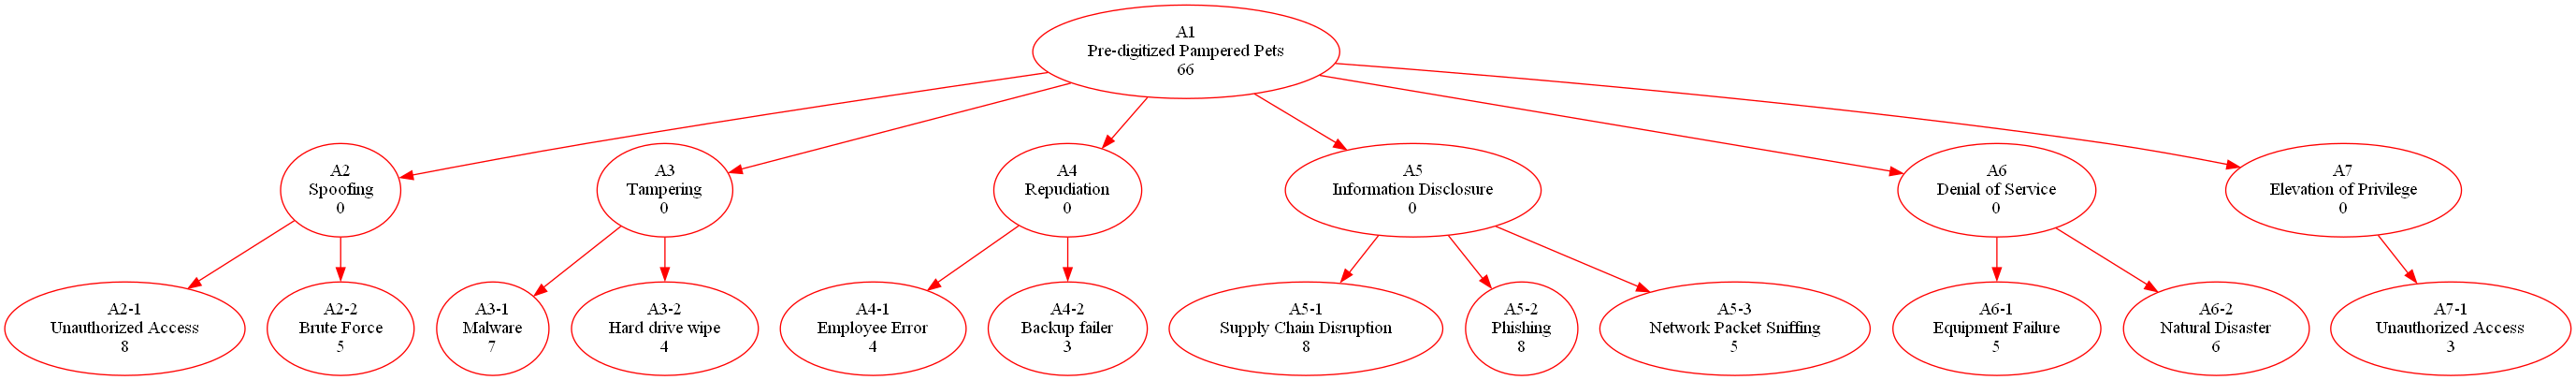 A1
Pre-digitized Pampered Pets
66
A2
Spoofing
0
A3
Tampering
0
A4
Repudiation
0
A5
Information Disclosure
0
A6
Denial of Service
0
A7
Elevation of Privilege
0
A2-1
Unauthorized Access
8
A2-2
Brute Force
5
A3-1
Malware
7
A3-2
Hard drive wipe
4
A4-1
Employee Error
4
A4-2
Backup failer
3
A5-1
Supply Chain Disruption
8
A5-2
Phishing
8
A5-3
Network Packet Sniffing
5
A6-1
Equipment Failure
5
A6-2
Natural Disaster
6
A7-1
Unauthorized Access
3